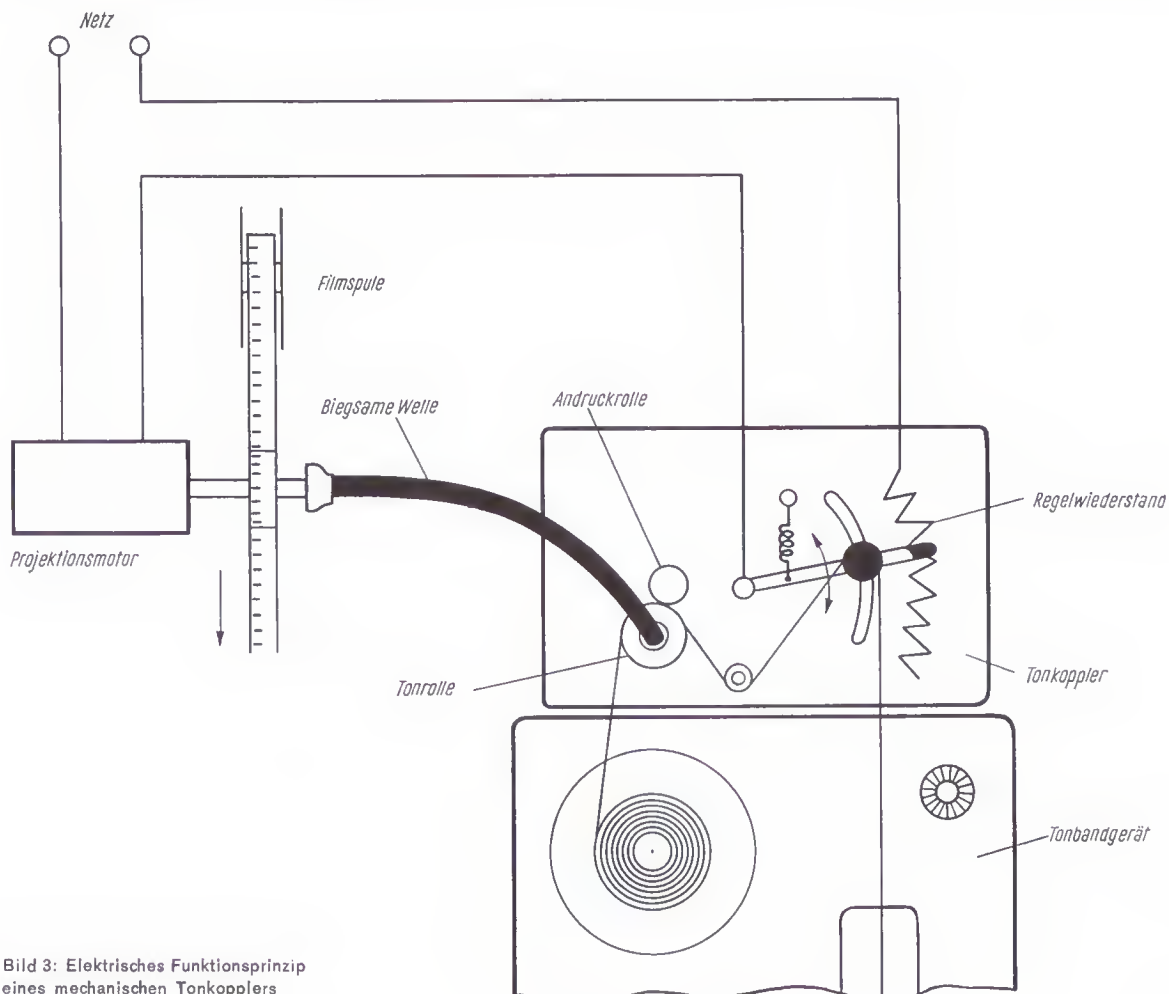 Netz
Filmspule
Biegsame Welle
Andruckrolle
Regelwiederstand
Projektionsmotor
Tonrolle
Tonkoppler
Tonbandgerät
Bild 3: Elektrisches Funktionsprinzip
eines mechanischen Tonkopplers